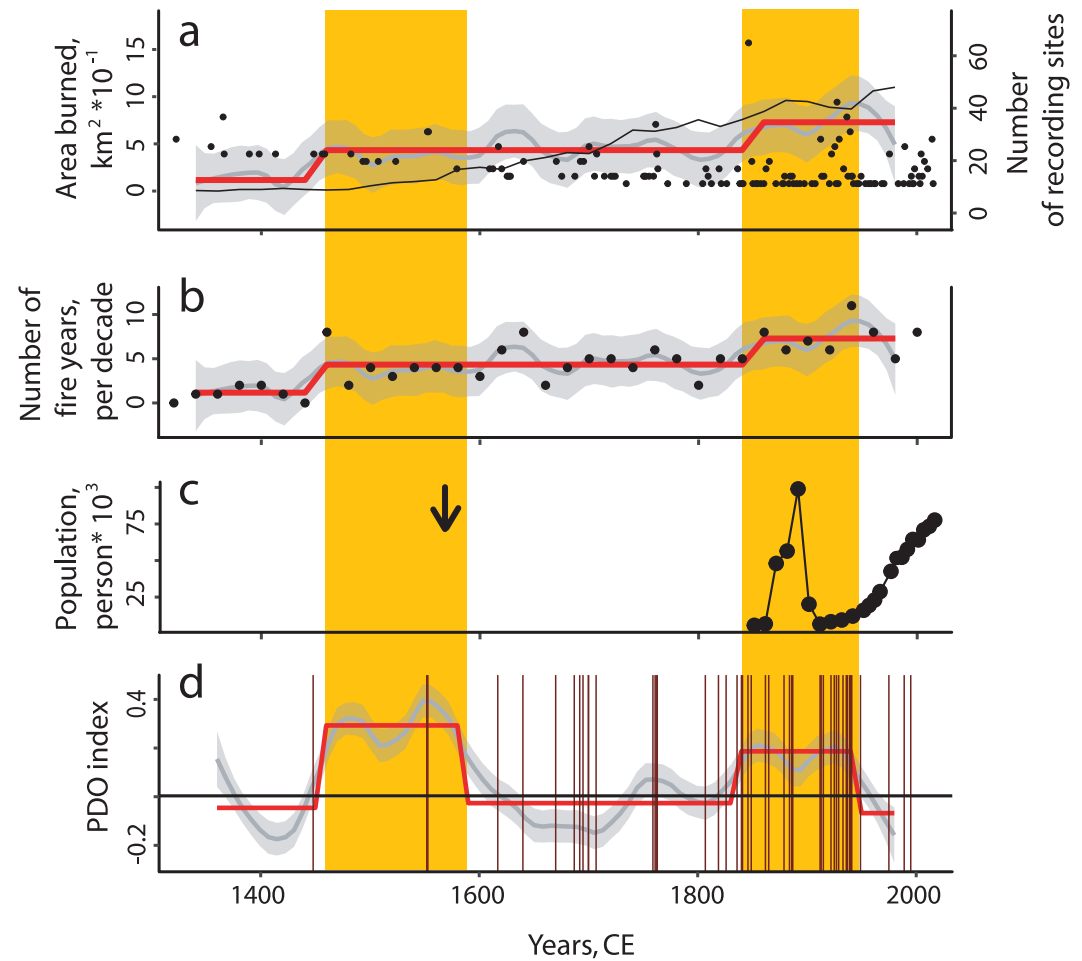 a
Area burned,
km² *10⁻¹
15
10
5
0
60
40
20
0
Number
of recording sites
b
Number of
fire years,
per decade
10
5
0
c
Population,
person* 10³
75
25
d
PDO index
0.4
-0.2
1400 1600 1800 2000
Years, CE